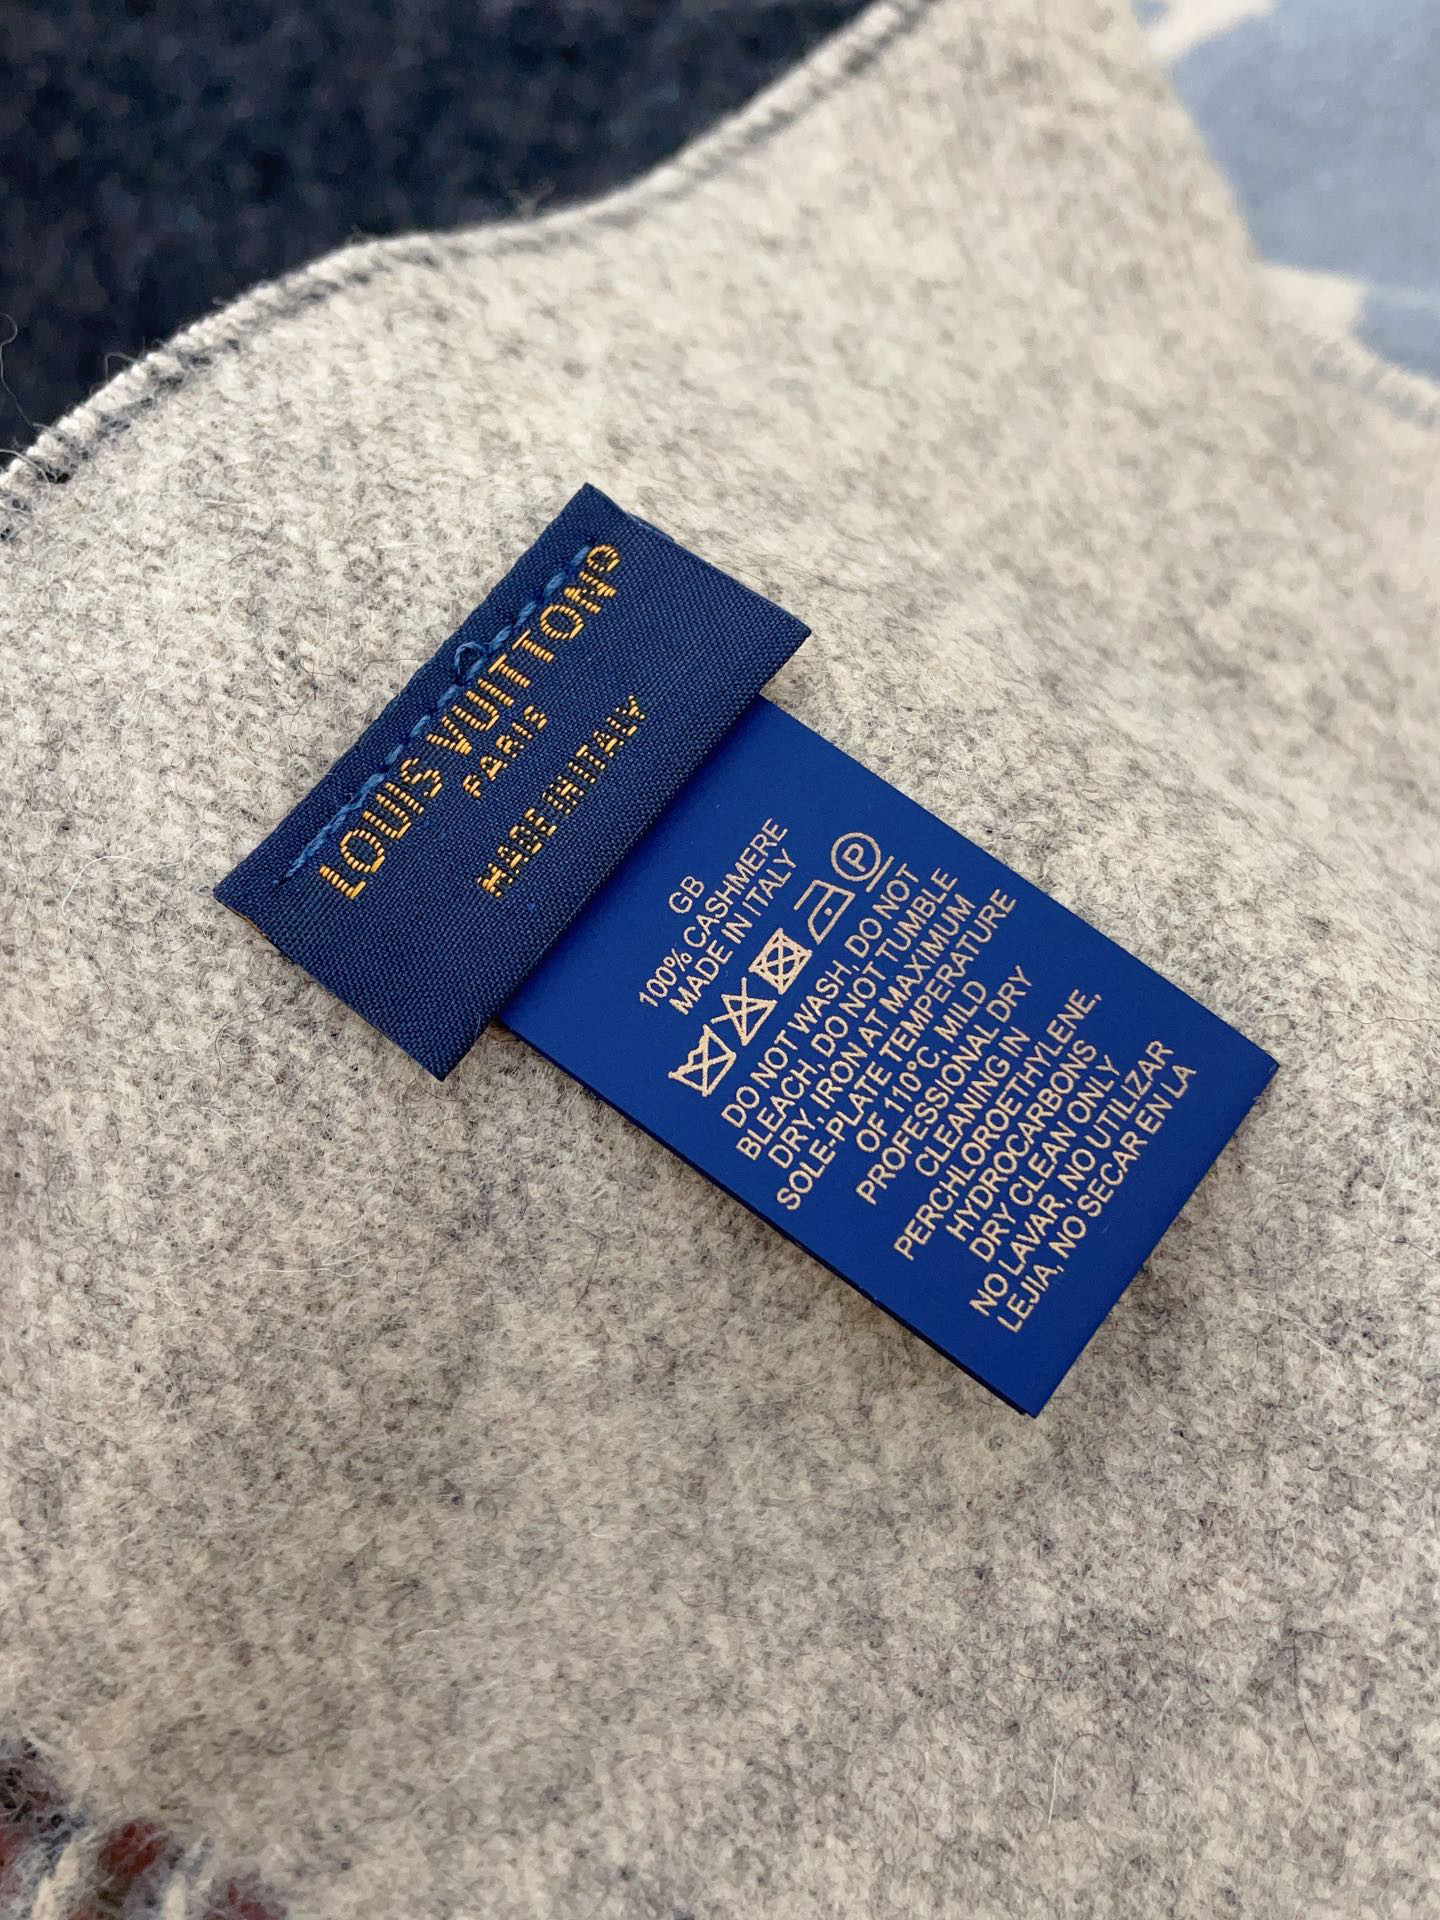 LOUIS VUITTON®
PARIS
MADE IN ITALY
GB
100% CASHMERE
MADE IN ITALY
P
DO NOT WASH, DO NOT
BLEACH, DO NOT TUMBLE
DRY, IRON AT MAXIMUM
SOLE-PLATE TEMPERATURE
OF 110°C, MILD
PROFESSIONAL DRY
CLEANING IN
PERCHLOROETHYLENE,
HYDROCARBONS
DRY CLEAN ONLY
NO LAVAR, NO UTILIZAR
LEJIA, NO SECAR EN LA